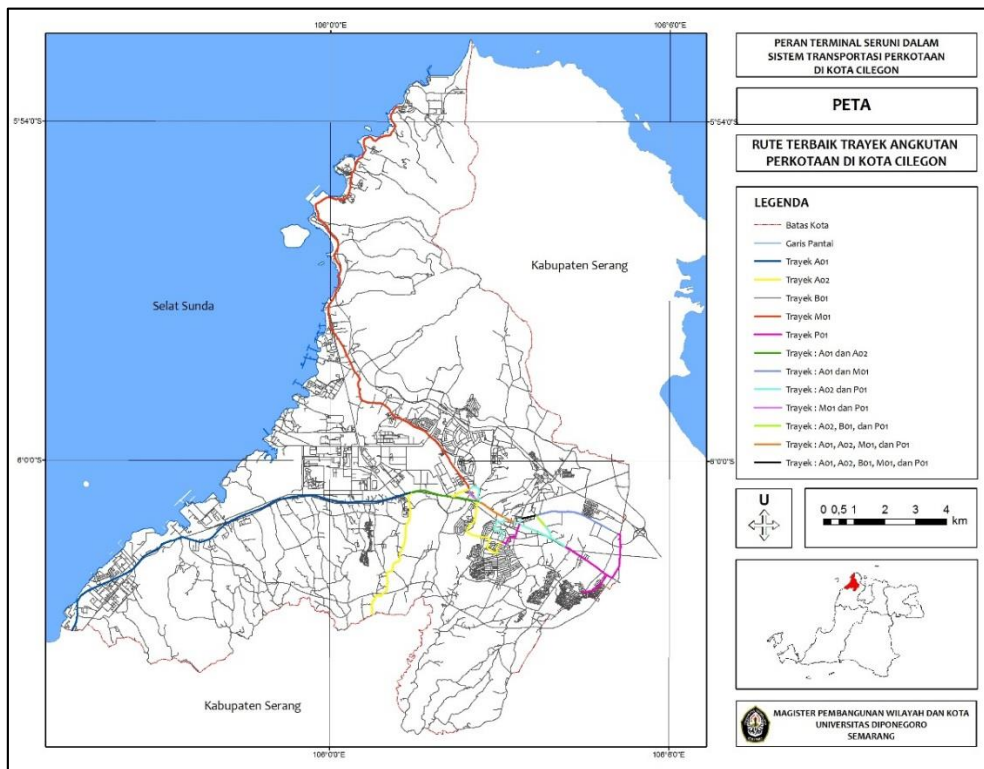 106°0'0"E
106°6'0"E
5°54'0"S
5°54'0"S
Kabupaten Serang
Selat Sunda
6°0'0"S
6°0'0"S
Kabupaten Serang
106°0'0"E
106°6'0"E
PERAN TERMINAL SERUNI DALAM
SISTEM TRANSPORTASI PERKOTAAN
DI KOTA CILEGON
PETA
RUTE TERBAIK TRAYEK ANGKUTAN
PERKOTAAN DI KOTA CILEGON
LEGENDA
Batas Kota
Garis Pantai
Trayek A01
Trayek A02
Trayek B01
Trayek M01
Trayek P01
Trayek : A01 dan A02
Trayek : A01 dan M01
Trayek : A02 dan P01
Trayek : M01 dan P01
Trayek : A02, B01, dan P01
Trayek : A01, A02, M01, dan P01
Trayek : A01, A02, B01, M01, dan P01
U
0 0,5 1 2 3 4
km
MAGISTER PEMBANGUNAN WILAYAH DAN KOTA
UNIVERSITAS DIPONEGORO
SEMARANG